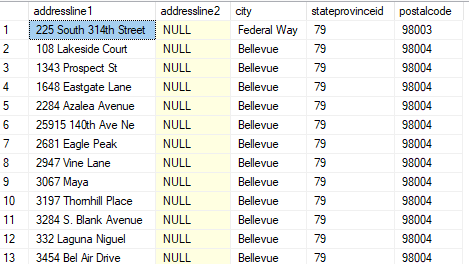 addressline1 addressline2 city stateprovinceid postalcode
1 225 South 314th Street NULL Federal Way 79 98003
2 108 Lakeside Court NULL Bellevue 79 98004
3 1343 Prospect St NULL Bellevue 79 98004
4 1648 Eastgate Lane NULL Bellevue 79 98004
5 2284 Azalea Avenue NULL Bellevue 79 98004
6 25915 140th Ave Ne NULL Bellevue 79 98004
7 2681 Eagle Peak NULL Bellevue 79 98004
8 2947 Vine Lane NULL Bellevue 79 98004
9 3067 Maya NULL Bellevue 79 98004
10 3197 Thornhill Place NULL Bellevue 79 98004
11 3284 S. Blank Avenue NULL Bellevue 79 98004
12 332 Laguna Niguel NULL Bellevue 79 98004
13 3454 Bel Air Drive NULL Bellevue 79 98004